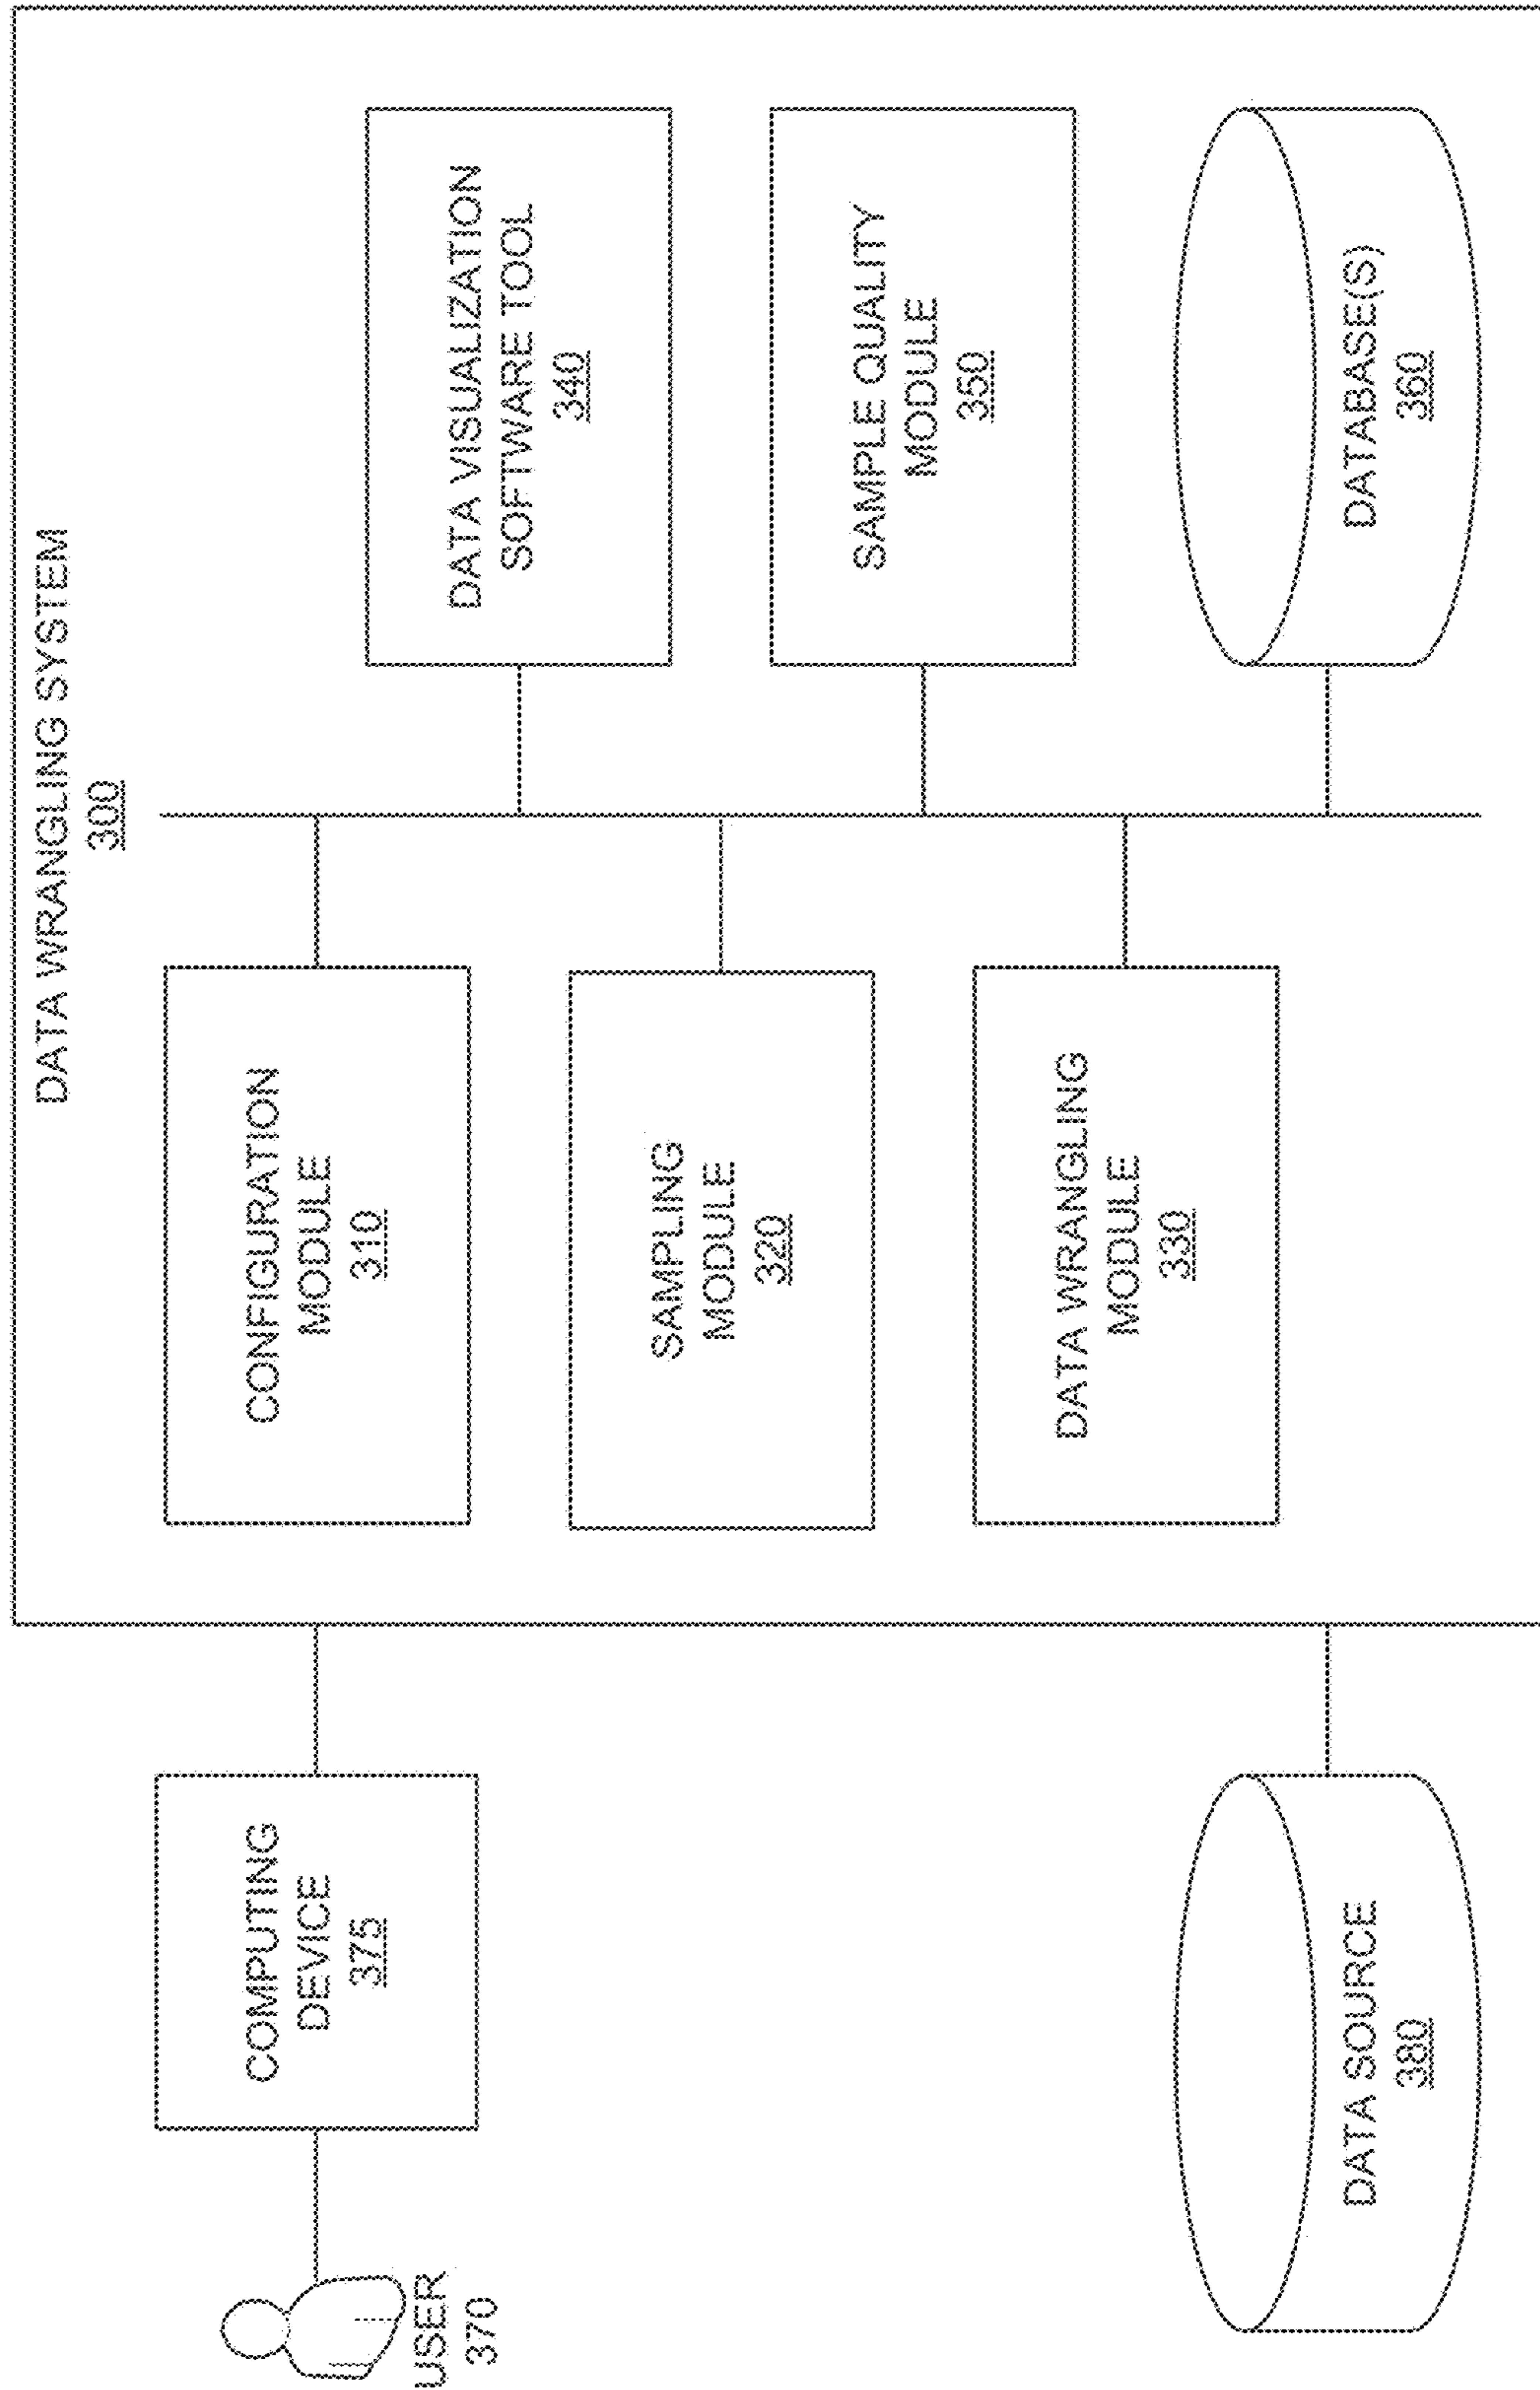 DATA WRANGLING SYSTEM
300
USER
370
COMPUTING
DEVICE
375
CONFIGURATION
MODULE
310
DATA VISUALIZATION
SOFTWARE TOOL
340
SAMPLING
MODULE
320
SAMPLE QUALITY
MODULE
350
DATA WRANGLING
MODULE
330
DATA SOURCE
380
DATABASE(S)
360